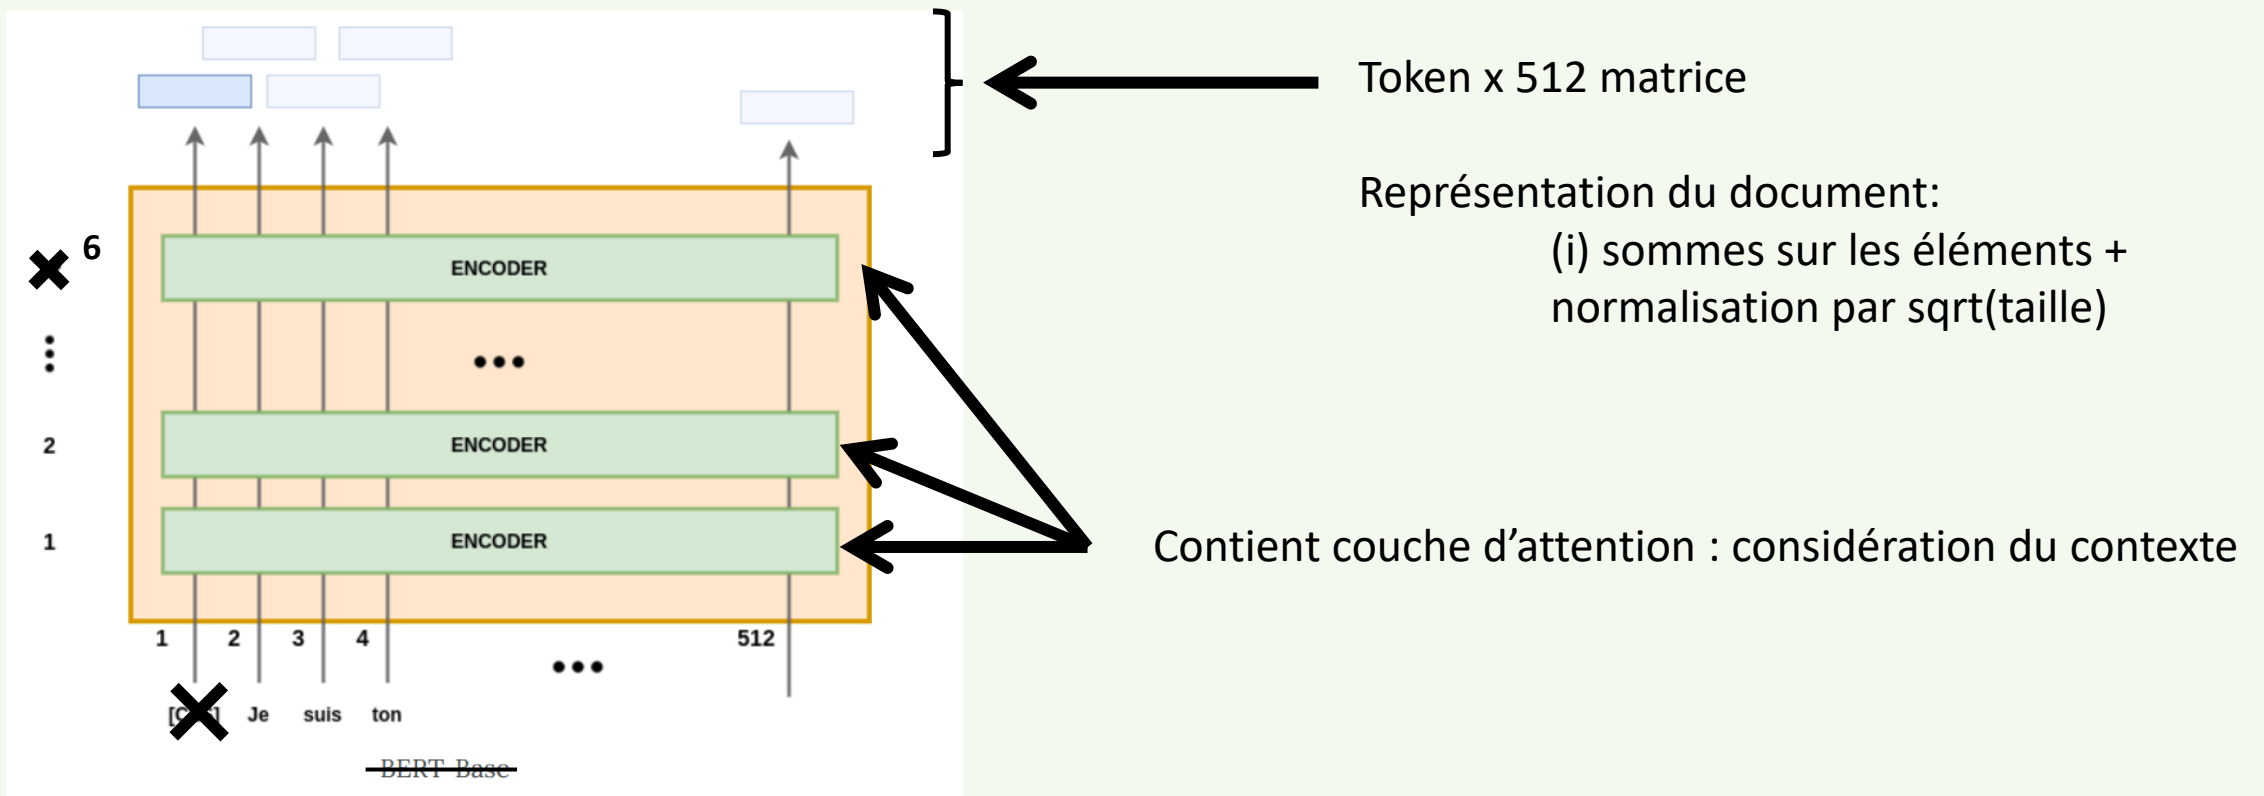 Token x 512 matrice
Représentation du document:
(i) sommes sur les éléments +
normalisation par sqrt(taille)
6
ENCODER
2
ENCODER
1
ENCODER
Contient couche d’attention : considération du contexte
1 2 3 4 512
Je suis ton
BERT Base